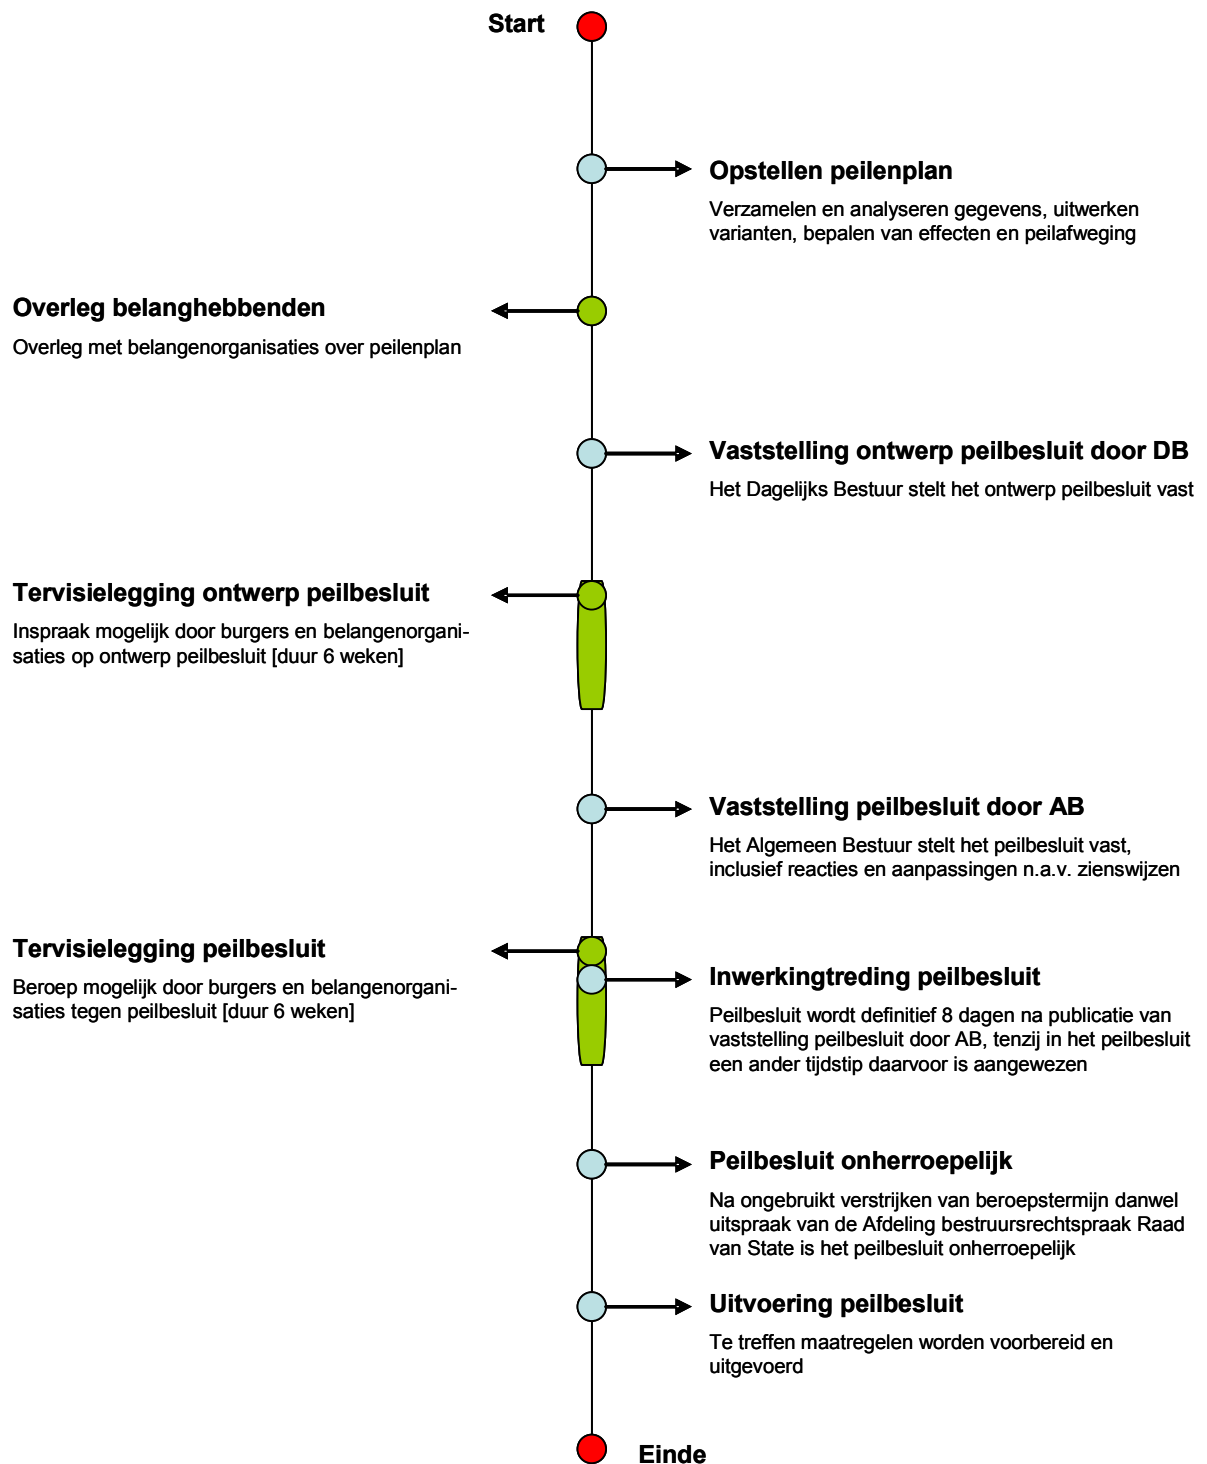 Start
Opstellen peilenplan
Verzamelen en analyseren gegevens, uitwerken
varianten, bepalen van effecten en peilafweging
Overleg belanghebbenden
Overleg met belangenorganisaties over peilenplan
Vaststelling ontwerp peilbesluit door DB
Het Dagelijks Bestuur stelt het ontwerp peilbesluit vast
Tervisielegging ontwerp peilbesluit
Inspraak mogelijk door burgers en belangenorgani-
saties op ontwerp peilbesluit [duur 6 weken]
Vaststelling peilbesluit door AB
Het Algemeen Bestuur stelt het peilbesluit vast,
inclusief reacties en aanpassingen n.a.v. zienswijzen
Tervisielegging peilbesluit
Beroep mogelijk door burgers en belangenorgani-
saties tegen peilbesluit [duur 6 weken]
Inwerkingtreding peilbesluit
Peilbesluit wordt definitief 8 dagen na publicatie van
vaststelling peilbesluit door AB, tenzij in het peilbesluit
een ander tijdstip daarvoor is aangewezen
Peilbesluit onherroepelijk
Na ongebruikt verstrijken van beroepstermijn danwel
uitspraak van de Afdeling bestruursrechtspraak Raad
van State is het peilbesluit onherroepelijk
Uitvoering peilbesluit
Te treffen maatregelen worden voorbereid en
uitgevoerd
Einde